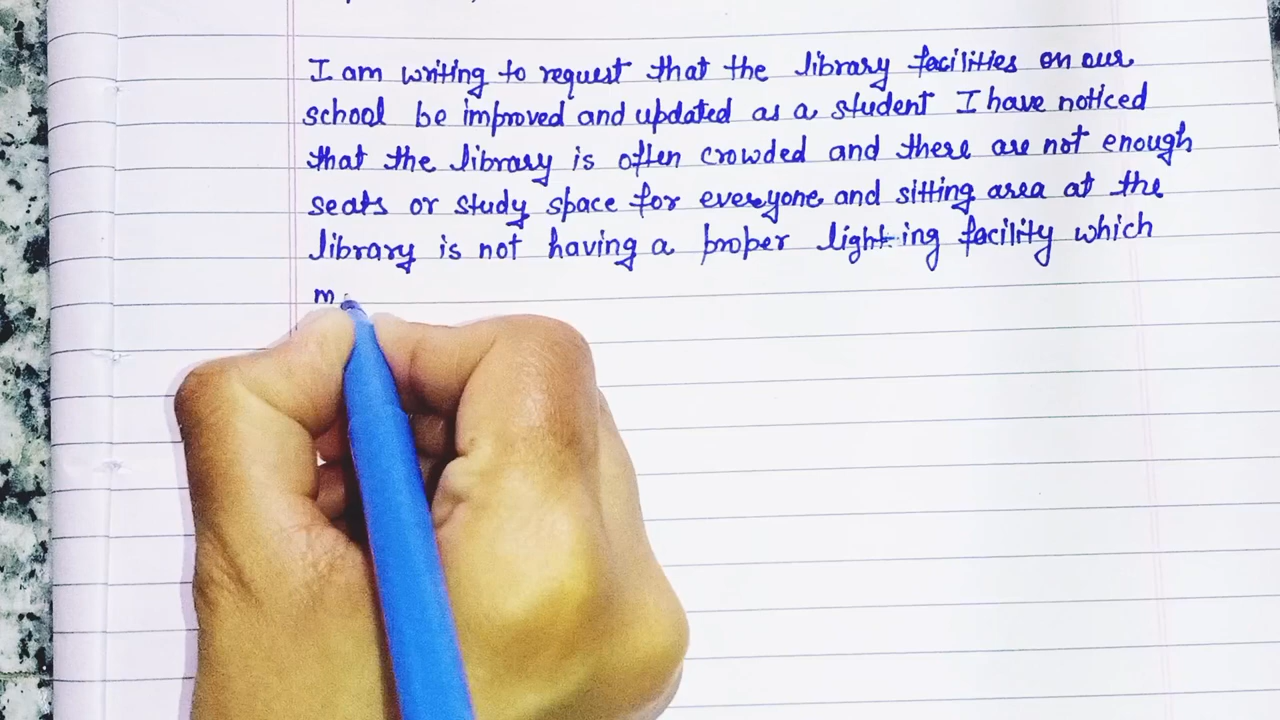 I am writing to request that the library facilities on our
school be improved and updated as a student I have noticed
that the library is often crowded and there are not enough
seats or study space for everyone and sitting area at the
library is not having a proper light-ing facility which